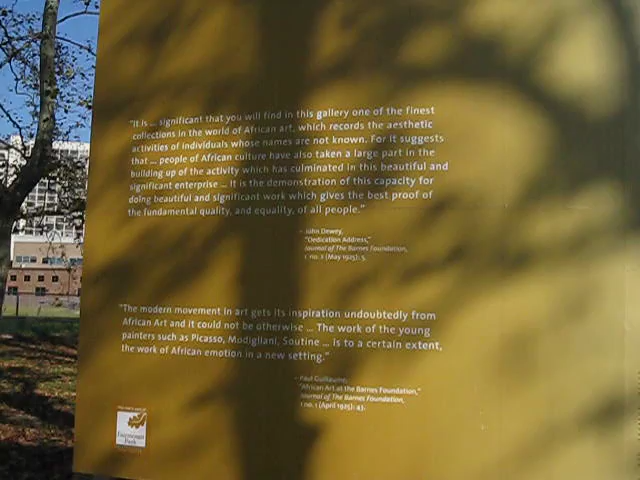 "It is ... significant that you will find in this gallery one of the finest
collections in the world of African art, which records the aesthetic
activities of individuals whose names are not known. For it suggests
that ... people of African culture have also taken a large part in the
building up of the activity which has culminated in this beautiful and
significant enterprise ... It is the demonstration of this capacity for
doing beautiful and significant work which gives the best proof of
the fundamental quality, and equality, of all people."
– John Dewey,
"Dedication Address,"
Journal of The Barnes Foundation,
1 no. 2 (May 1925): 5.
"The modern movement in art gets its inspiration undoubtedly from
African Art and it could not be otherwise ... The work of the young
painters such as Picasso, Modigliani, Soutine ... is to a certain extent,
the work of African emotion in a new setting."
– Paul Guillaume,
"African Art at the Barnes Foundation,"
Journal of The Barnes Foundation,
1 no. 1 (April 1925): 43.
Fairmount
Park